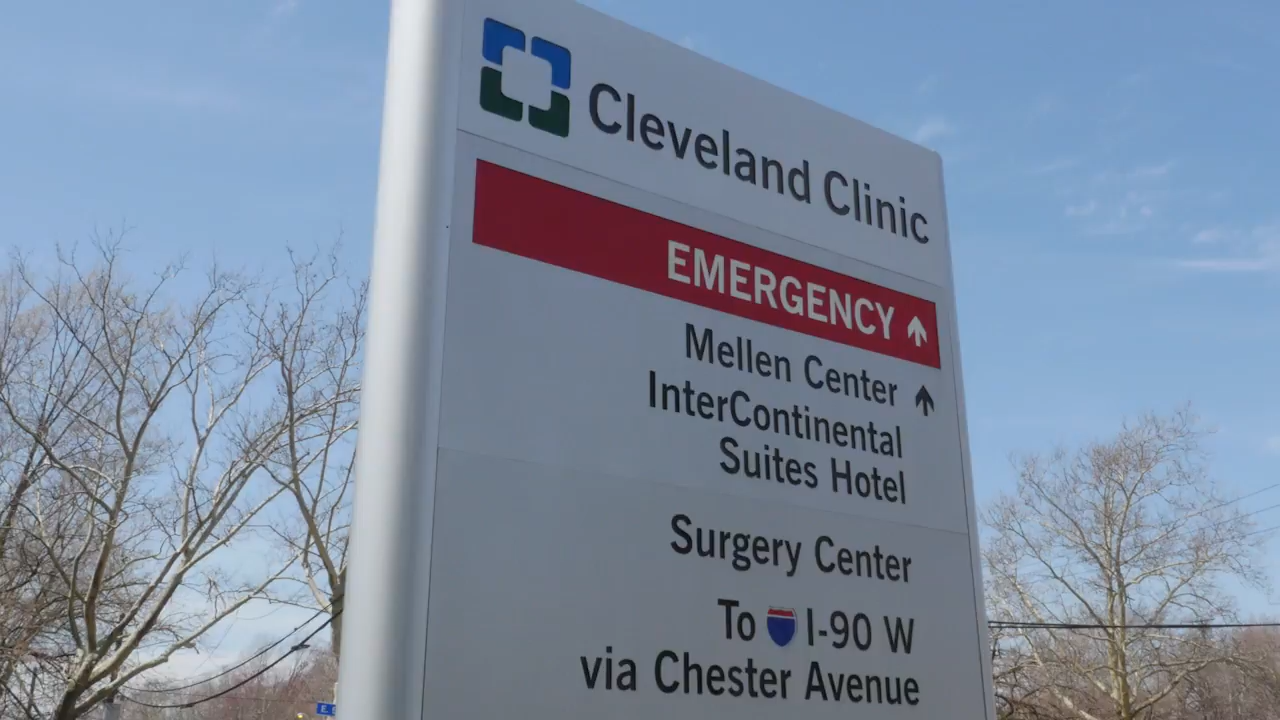 Cleveland Clinic
EMERGENCY
Mellen Center
InterContinental
Suites Hotel
Surgery Center
To I-90 W
via Chester Avenue